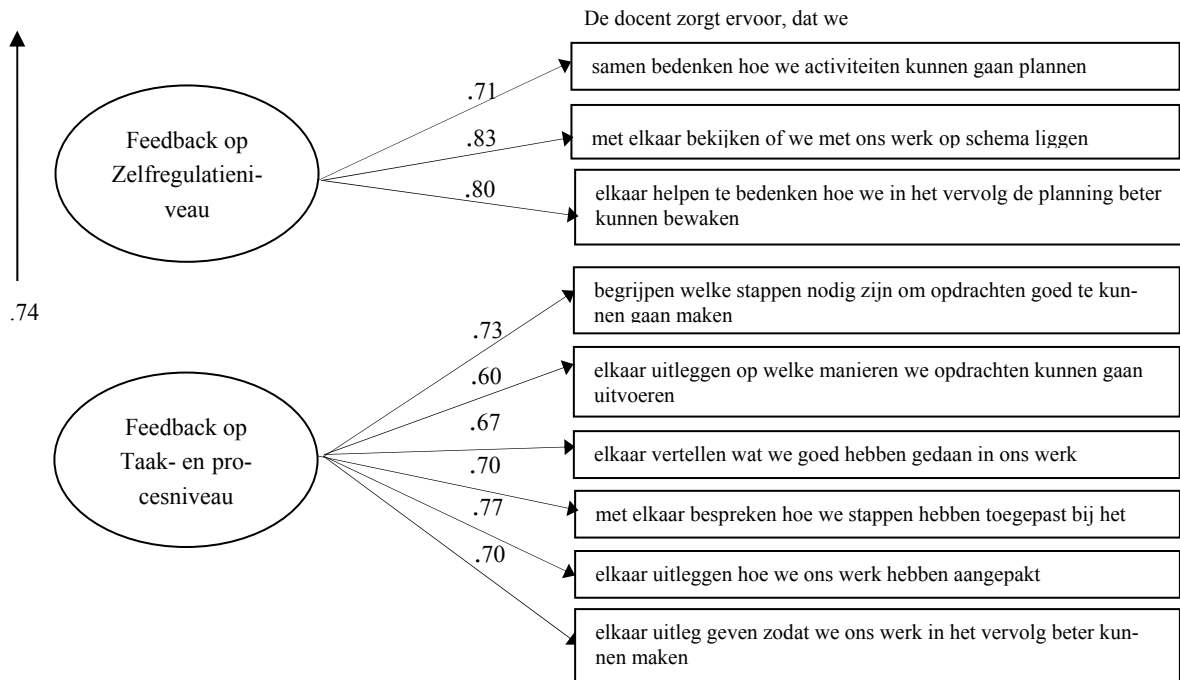 De docent zorgt ervoor, dat we
samen bedenken hoe we activiteiten kunnen gaan plannen
.71
Feedback op
Zelfregulatieni-
veau
.83
met elkaar bekijken of we met ons werk op schema liggen
.80
elkaar helpen te bedenken hoe we in het vervolg de planning beter
kunnen bewaken
.74
begrijpen welke stappen nodig zijn om opdrachten goed te kun-
nen gaan maken
.73
elkaar uitleggen op welke manieren we opdrachten kunnen gaan
uitvoeren
.60
Feedback op
Taak- en pro-
cesniveau
.67
elkaar vertellen wat we goed hebben gedaan in ons werk
.70
met elkaar bespreken hoe we stappen hebben toegepast bij het
.77
elkaar uitleggen hoe we ons werk hebben aangepakt
.70
elkaar uitleg geven zodat we ons werk in het vervolg beter kun-
nen maken